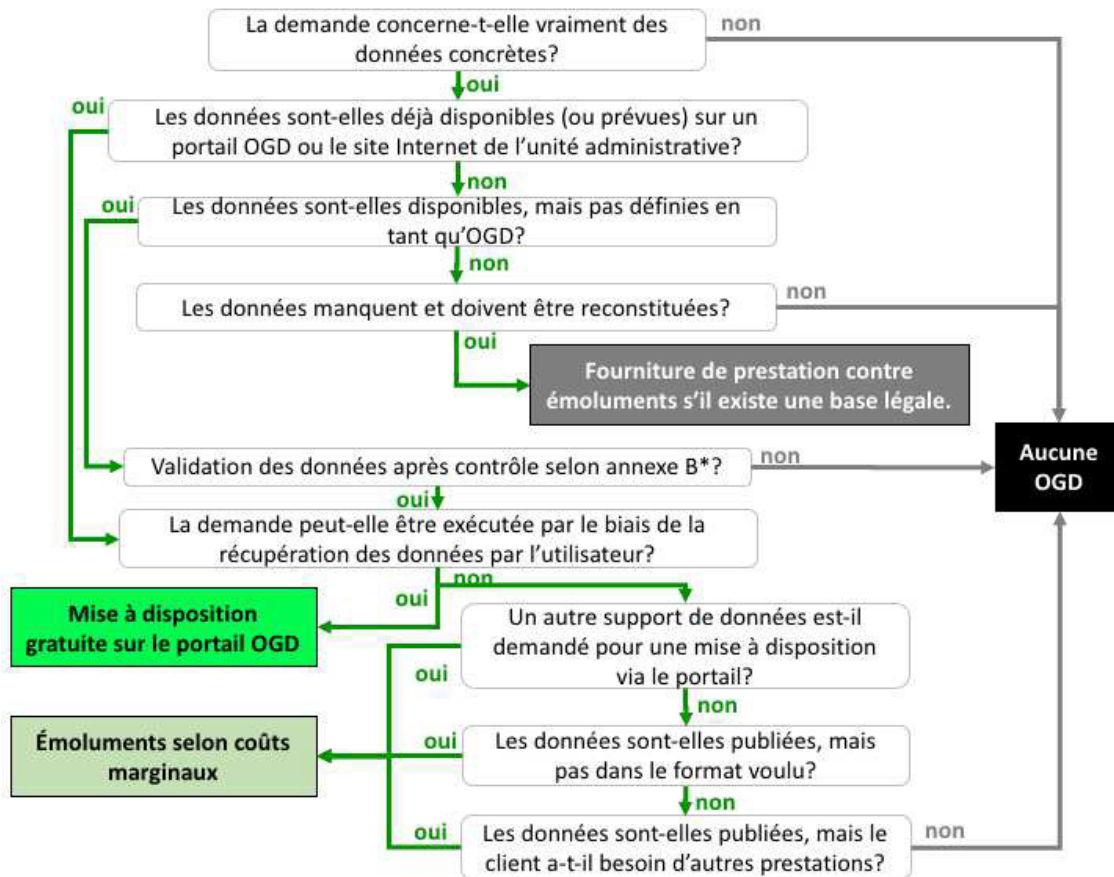 La demande concerne-t-elle vraiment des
données concrètes?
non
oui
oui
Les données sont-elles déjà disponibles (ou prévues) sur un
portail OGD ou le site Internet de l'unité administrative?
non
oui
Les données sont-elles disponibles, mais pas définies en
tant qu'OGD?
non
Les données manquent et doivent être reconstituées?
non
oui
Fourniture de prestation contre
émoluments s'il existe une base légale.
Validation des données après contrôle selon annexe B*?
non
Aucune
OGD
oui
La demande peut-elle être exécutée par le biais de la
récupération des données par l'utilisateur?
non
oui
Mise à disposition
gratuite sur le portail OGD
Un autre support de données est-il
demandé pour une mise à disposition
via le portail?
oui
non
Émoluments selon coûts
marginaux
oui
Les données sont-elles publiées, mais
pas dans le format voulu?
non
oui
Les données sont-elles publiées, mais le
client a-t-il besoin d'autres prestations?
non